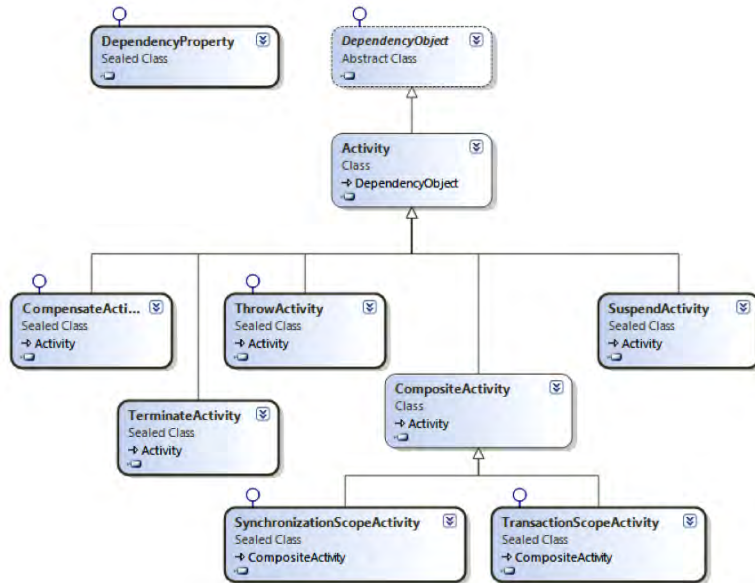 DependencyProperty
Sealed Class
DependencyObject
Abstract Class
Activity
Class
DependencyObject
CompensateActi...
Sealed Class
Activity
ThrowActivity
Sealed Class
Activity
SuspendActivity
Sealed Class
Activity
CompositeActivity
Class
Activity
TerminateActivity
Sealed Class
Activity
SynchronizationScopeActivity
Sealed Class
CompositeActivity
TransactionScopeActivity
Sealed Class
CompositeActivity